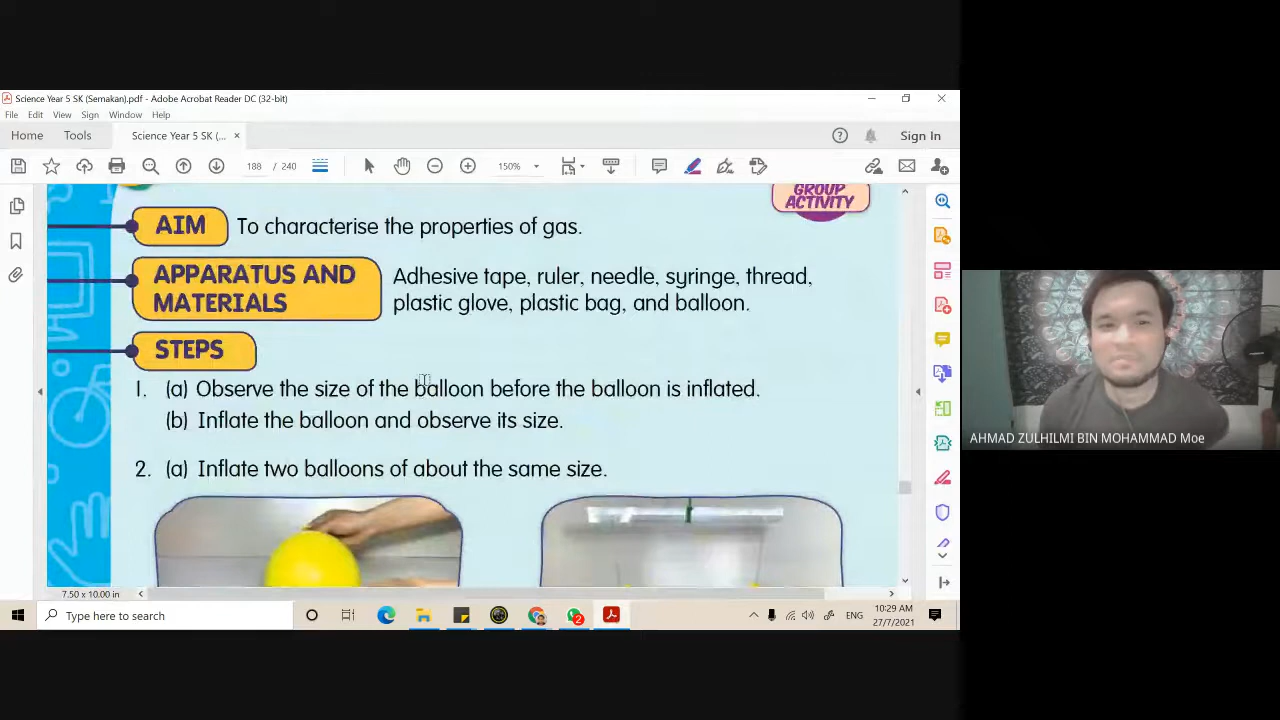 Science Year 5 SK (Semakan).pdf - Adobe Acrobat Reader DC (32-bit)
File Edit View Sign Window Help
Home Tools Science Year 5 SK (... × Sign In
188 / 240 150%
GROUP
ACTIVITY
AIM To characterise the properties of gas.
APPARATUS AND
MATERIALS
Adhesive tape, ruler, needle, syringe, thread,
plastic glove, plastic bag, and balloon.
STEPS
1. (a) Observe the size of the balloon before the balloon is inflated.
(b) Inflate the balloon and observe its size.
2. (a) Inflate two balloons of about the same size.
AHMAD ZULHILMI BIN MOHAMMAD Moe
7.50 x 10.00 in
Type here to search
2
ENG
10:29 AM
27/7/2021